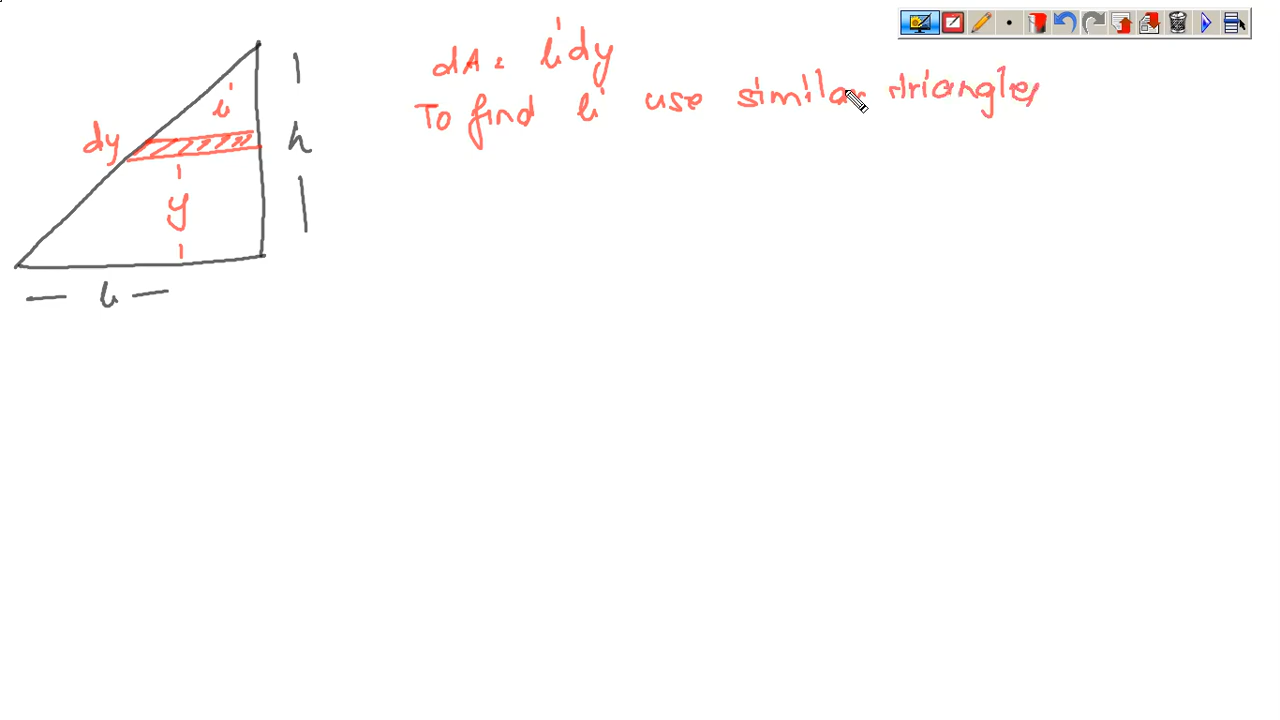 dA = b'dy
To find b' use similar triangles
b'
h
dy
y
b